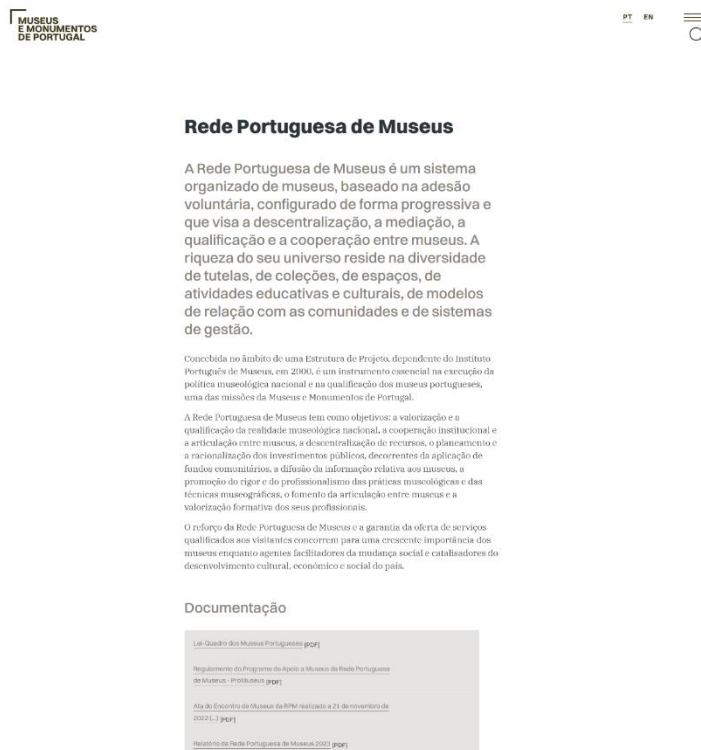 MUSEUS
E MONUMENTOS
DE PORTUGAL
PT EN
Rede Portuguesa de Museus
A Rede Portuguesa de Museus é um sistema
organizado de museus, baseado na adesão
voluntária, configurado de forma progressiva e
que visa a descentralização, a mediação, a
qualificação e a cooperação entre museus. A
riqueza do seu universo reside na diversidade
de tutelas, de coleções, de espaços, de
atividades educativas e culturais, de modelos
de relação com as comunidades e de sistemas
de gestão.
Concebida no âmbito de uma Estrutura de Projeto, dependente do Instituto
Português de Museus, em 2000, é um instrumento essencial na execução da
política museológica nacional e na qualificação dos museus portugueses,
uma das missões da Museus e Monumentos de Portugal.
A Rede Portuguesa de Museus tem como objetivos: a valorização e a
qualificação da realidade museológica nacional, a cooperação institucional e
a articulação entre museus, a descentralização de recursos, o planeamento e
a racionalização dos investimentos públicos, decorrentes da aplicação de
fundos comunitários, a difusão da informação relativa aos museus, a
promoção do rigor e do profissionalismo das práticas museológicas e das
técnicas museográficas, o fomento da articulação entre museus e a
valorização formativa dos seus profissionais.
O reforço da Rede Portuguesa de Museus e a garantia da oferta de serviços
qualificados aos visitantes concorrem para uma crescente importância dos
museus enquanto agentes facilitadores da mudança social e catalisadores do
desenvolvimento cultural, económico e social do país.
Documentação
Lei-Quadro dos Museus Portugueses [PDF]
Regulamento do Programa de Apoio a Museus da Rede Portuguesa
de Museus - ProMuseus [PDF]
Ata do Encontro de Museus da RPM realizado a 21 de novembro de
2022 (...) [PDF]
Relatório da Rede Portuguesa de Museus 2023 [PDF]